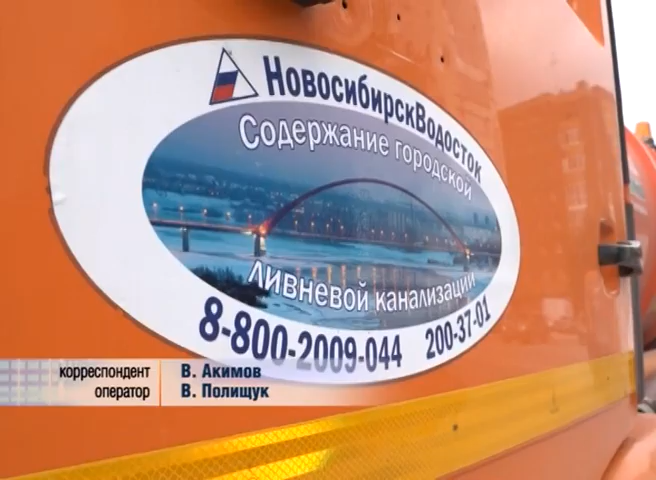 НовосибирскВодосток
Содержание городской
ливневой канализации
8-800-2009-044 200-37-01
корреспондент В. Акимов
оператор В. Полищук